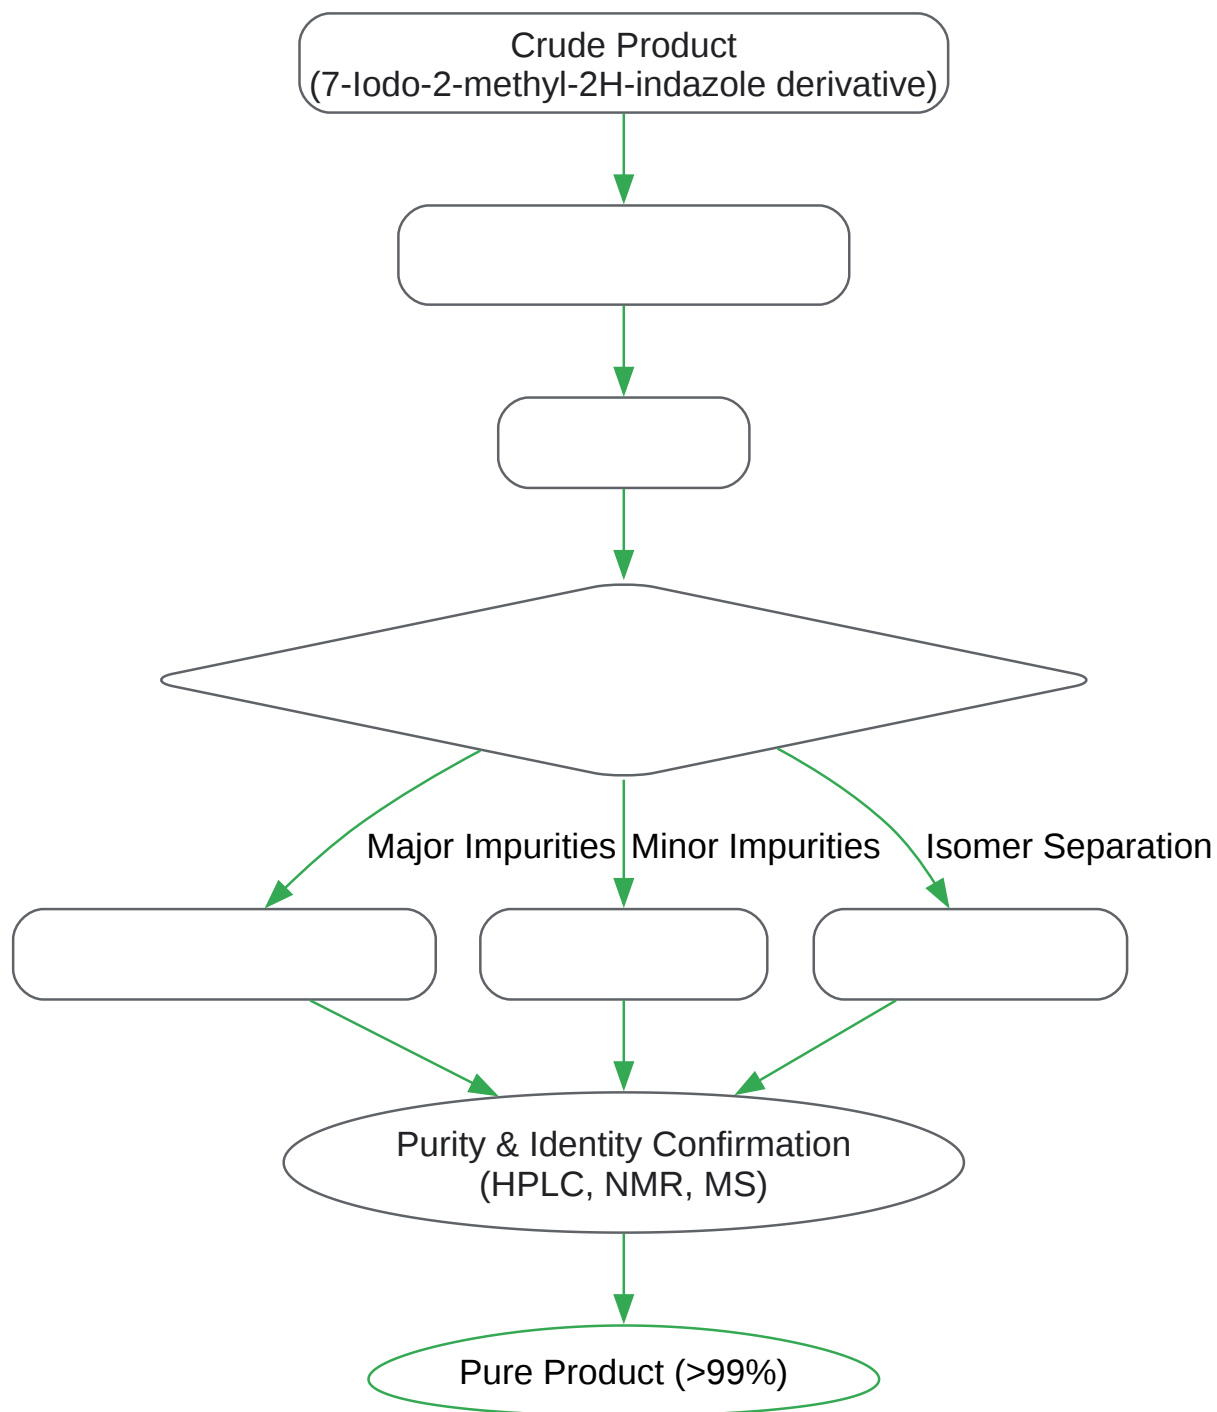 Crude Product
(7-Iodo-2-methyl-2H-indazole derivative)
Major Impurities
Minor Impurities
Isomer Separation
Purity & Identity Confirmation
(HPLC, NMR, MS)
Pure Product (>99%)